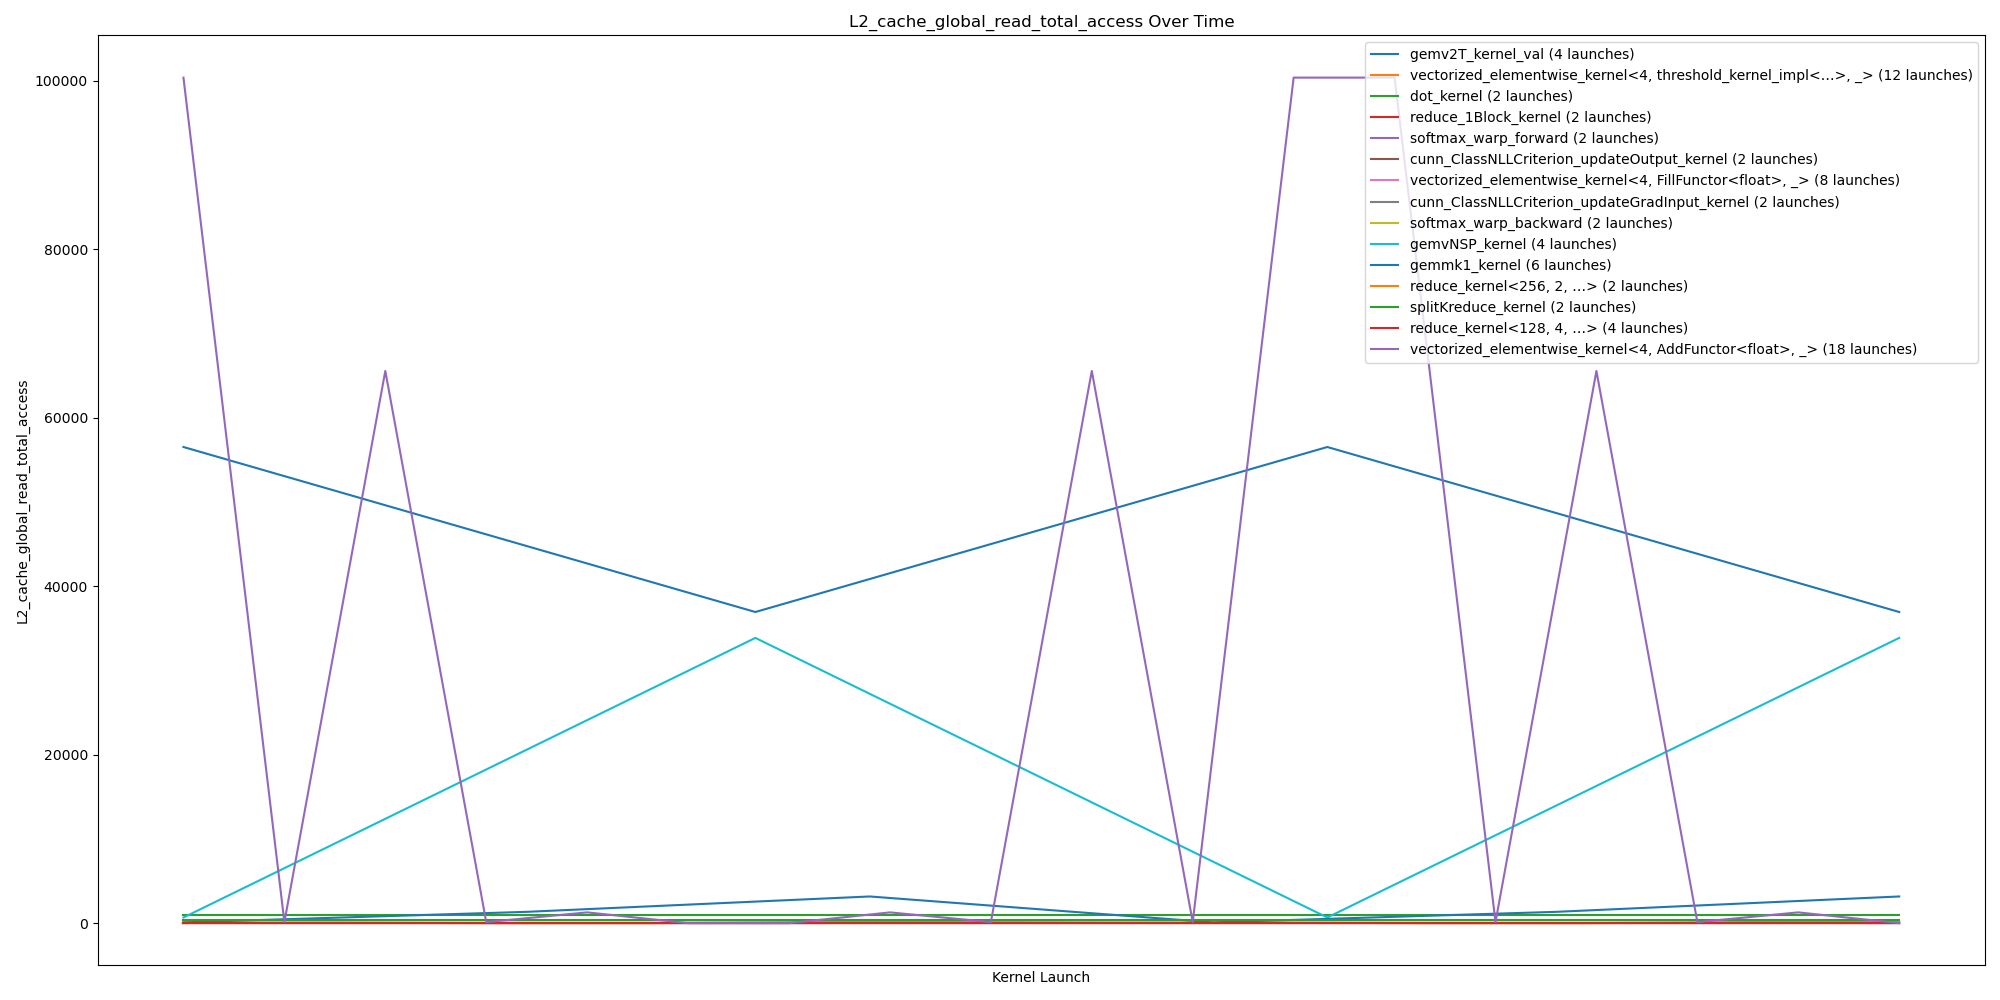 L2_cache_global_read_total_access Over Time
gemv2T_kernel_val (4 launches)
vectorized_elementwise_kernel<4, threshold_kernel_impl<...>, _> (12 launches)
dot_kernel (2 launches)
reduce_1Block_kernel (2 launches)
softmax_warp_forward (2 launches)
cunn_ClassNLLCriterion_updateOutput_kernel (2 launches)
vectorized_elementwise_kernel<4, FillFunctor<float>, _> (8 launches)
cunn_ClassNLLCriterion_updateGradInput_kernel (2 launches)
softmax_warp_backward (2 launches)
gemvNSP_kernel (4 launches)
gemmk1_kernel (6 launches)
reduce_kernel<256, 2, ...> (2 launches)
splitKreduce_kernel (2 launches)
reduce_kernel<128, 4, ...> (4 launches)
vectorized_elementwise_kernel<4, AddFunctor<float>, _> (18 launches)
100000
80000
60000
40000
20000
0
L2_cache_global_read_total_access
Kernel Launch